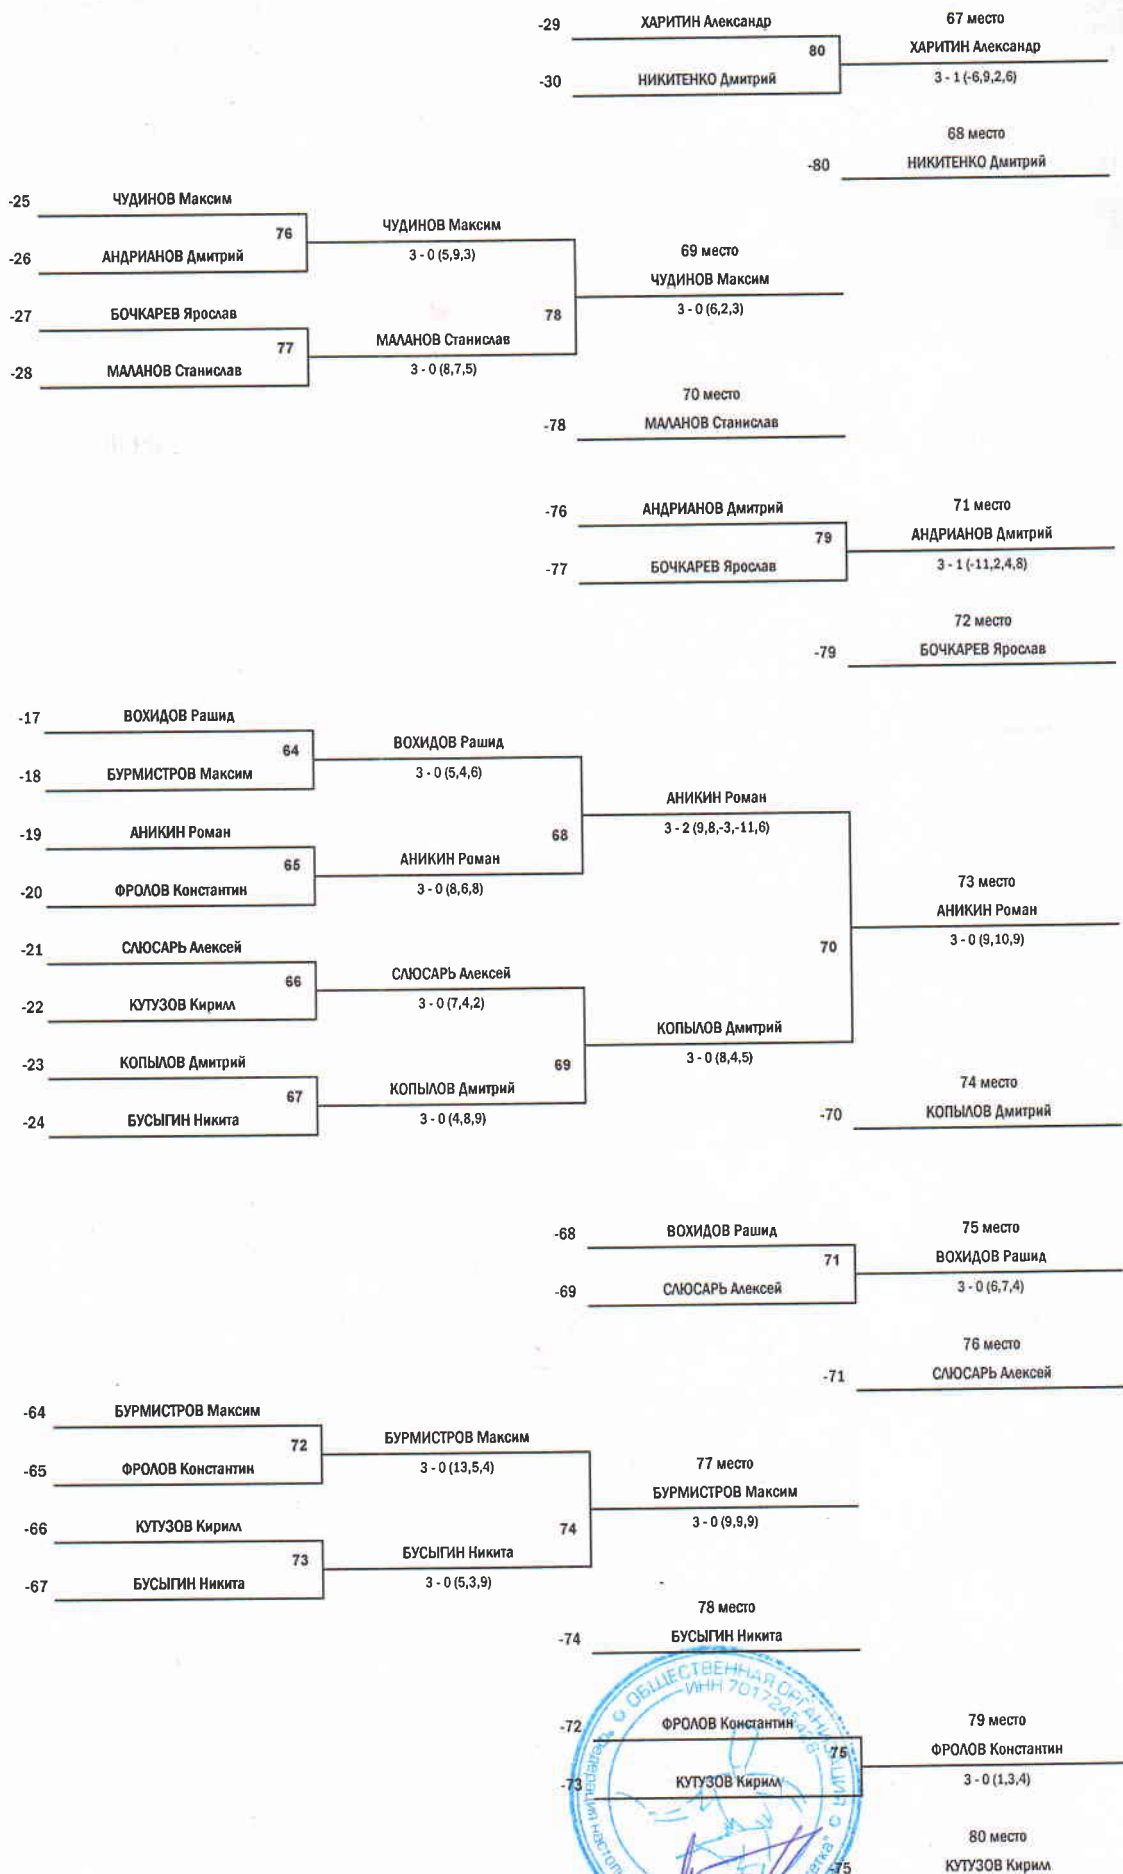 -29 ХАРИТИН Александр
67 место
80
ХАРИТИН Александр
-30 НИКИТЕНКО Дмитрий
3 - 1 (-6,9,2,6)
68 место
-80 НИКИТЕНКО Дмитрий
-25 ЧУДИНОВ Максим
76
ЧУДИНОВ Максим
-26 АНДРИАНОВ Дмитрий
3 - 0 (5,9,3)
69 место
ЧУДИНОВ Максим
-27 БОЧКАРЕВ Ярослав
78
3 - 0 (6,2,3)
77
МАЛАНОВ Станислав
-28 МАЛАНОВ Станислав
3 - 0 (8,7,5)
70 место
-78 МАЛАНОВ Станислав
-76 АНДРИАНОВ Дмитрий
71 место
79
АНДРИАНОВ Дмитрий
-77 БОЧКАРЕВ Ярослав
3 - 1 (-11,2,4,8)
72 место
-79 БОЧКАРЕВ Ярослав
-17 ВОХИДОВ Рашид
64
ВОХИДОВ Рашид
-18 БУРМИСТРОВ Максим
3 - 0 (5,4,6)
АНИКИН Роман
-19 АНИКИН Роман
68
3 - 2 (9,8,-3,-11,6)
65
АНИКИН Роман
-20 ФРОЛОВ Константин
3 - 0 (8,6,8)
73 место
АНИКИН Роман
-21 СЛЮСАРЬ Алексей
70
3 - 0 (9,10,9)
66
СЛЮСАРЬ Алексей
-22 КУТУЗОВ Кирилл
3 - 0 (7,4,2)
КОПЫЛОВ Дмитрий
-23 КОПЫЛОВ Дмитрий
69
3 - 0 (8,4,5)
67
КОПЫЛОВ Дмитрий
74 место
-24 БУСЫГИН Никита
3 - 0 (4,8,9)
-70 КОПЫЛОВ Дмитрий
-68 ВОХИДОВ Рашид
75 место
71
ВОХИДОВ Рашид
-69 СЛЮСАРЬ Алексей
3 - 0 (6,7,4)
76 место
-71 СЛЮСАРЬ Алексей
-64 БУРМИСТРОВ Максим
72
БУРМИСТРОВ Максим
-65 ФРОЛОВ Константин
3 - 0 (13,5,4)
77 место
БУРМИСТРОВ Максим
-66 КУТУЗОВ Кирилл
74
3 - 0 (9,9,9)
73
БУСЫГИН Никита
-67 БУСЫГИН Никита
3 - 0 (5,3,9)
78 место
-74 БУСЫГИН Никита
ОБЩЕСТВЕННАЯ ОРГАНИЗАЦИЯ
ИНН
-72 ФРОЛОВ Константин
79 место
75
ФРОЛОВ Константин
-73 КУТУЗОВ Кирилл
3 - 0 (1,3,4)
80 место
-75 КУТУЗОВ Кирилл